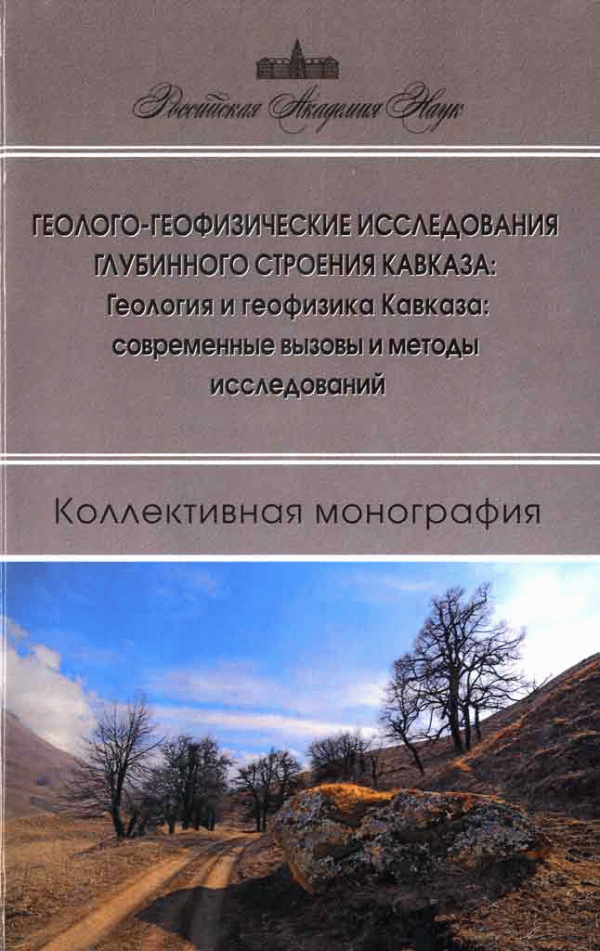 Российская Академия Наук
ГЕОЛОГО-ГЕОФИЗИЧЕСКИЕ ИССЛЕДОВАНИЯ
ГЛУБИННОГО СТРОЕНИЯ КАВКАЗА:
Геология и геофизика Кавказа:
современные вызовы и методы
исследований
Коллективная монография